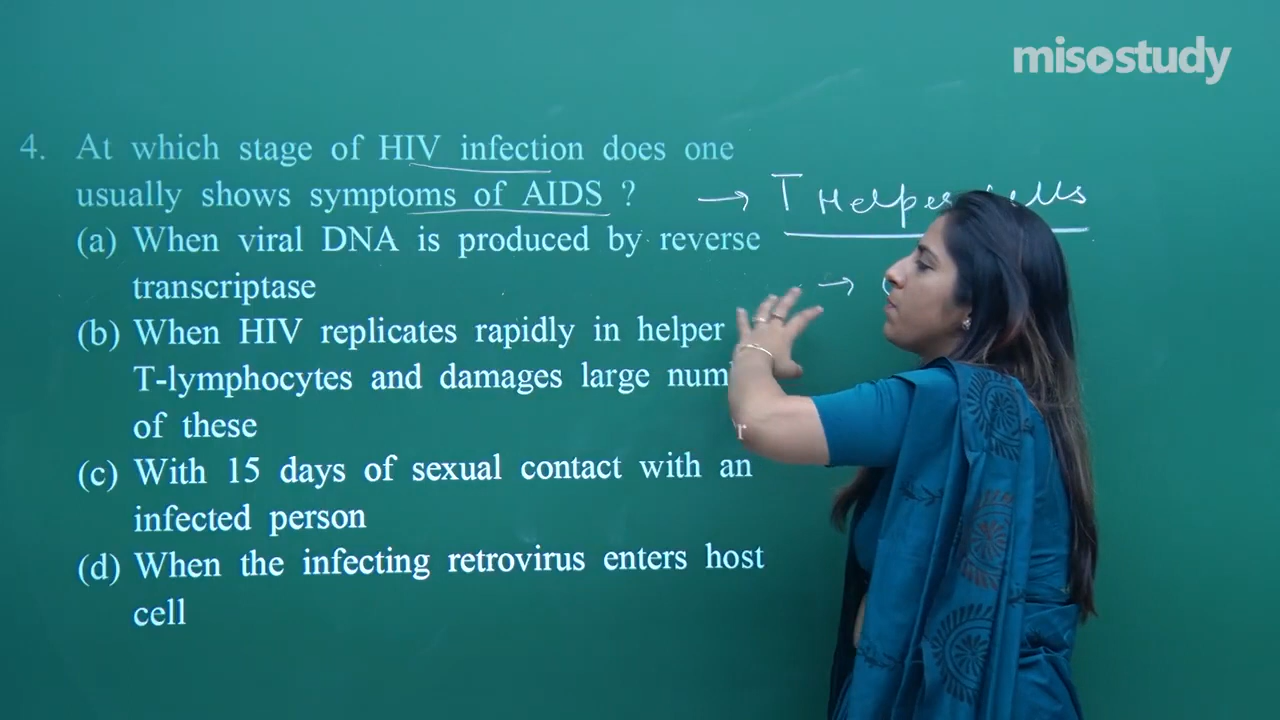 misostudy
4. At which stage of HIV infection does one
usually shows symptoms of AIDS ?
→ T Helper
(a) When viral DNA is produced by reverse
transcriptase
→
(b) When HIV replicates rapidly in helper
T-lymphocytes and damages large
of these
(c) With 15 days of sexual contact with an
infected person
(d) When the infecting retrovirus enters host
cell